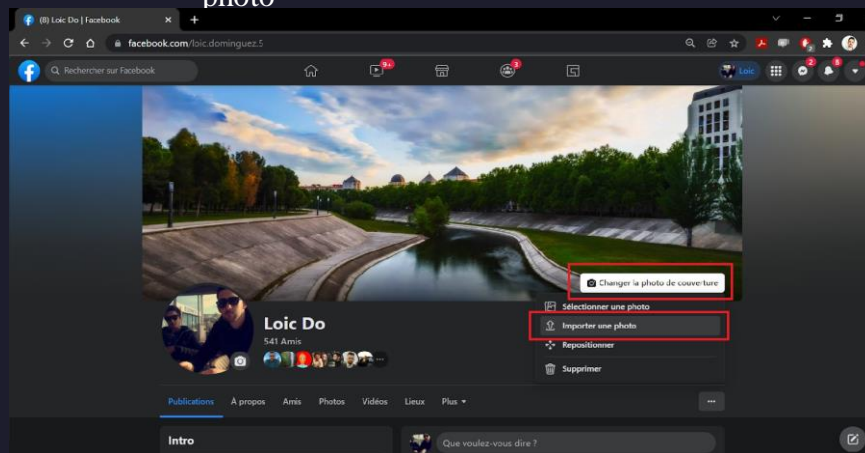 photo
(8) Loic Do | Facebook
facebook.com/loic.dominguez.5
Rechercher sur Facebook
9+
3
Loic
2
8
Changer la photo de couverture
Sélectionner une photo
Importer une photo
Repositionner
Supprimer
Loic Do
541 Amis
Publications À propos Amis Photos Vidéos Lieux Plus
Intro
Que voulez-vous dire ?